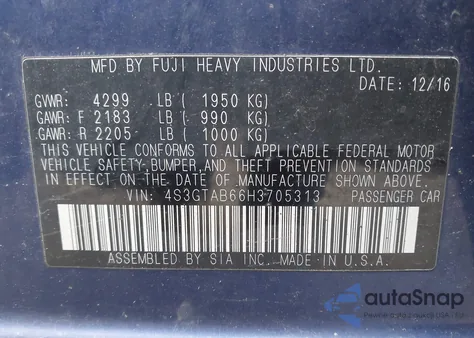 MFD BY FUJI HEAVY INDUSTRIES LTD.
DATE: 12/16
GVWR: 4299 LB ( 1950 KG)
GAWR: F 2183 LB ( 990 KG)
GAWR: R 2205 LB ( 1000 KG)
THIS VEHICLE CONFORMS TO ALL APPLICABLE FEDERAL MOTOR
VEHICLE SAFETY, BUMPER, AND THEFT PREVENTION STANDARDS
IN EFFECT ON THE DATE OF MANUFACTURE SHOWN ABOVE.
VIN: 4S3GTAB66H3705313 PASSENGER CAR
ASSEMBLED BY SIA INC. MADE IN U.S.A.
autoSnap